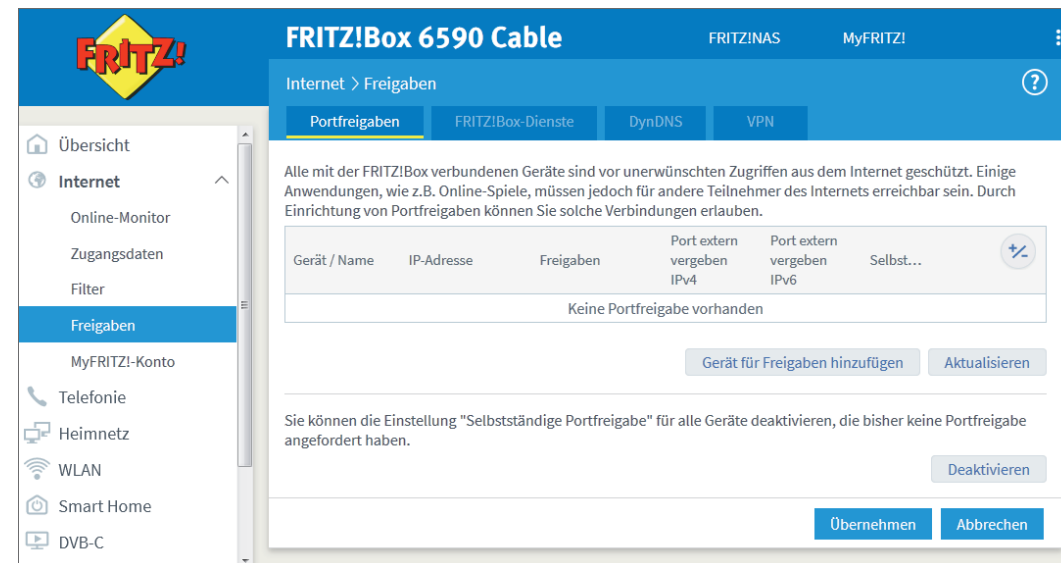 FRITZ!
FRITZ!Box 6590 Cable
FRITZ!NAS
MyFRITZ!
Internet > Freigaben
?
Portfreigaben
FRITZ!Box-Dienste
DynDNS
VPN
Übersicht
Internet
Online-Monitor
Zugangsdaten
Filter
Freigaben
MyFRITZ!-Konto
Telefonie
Heimnetz
WLAN
Smart Home
DVB-C
Alle mit der FRITZ!Box verbundenen Geräte sind vor unerwünschten Zugriffen aus dem Internet geschützt. Einige
Anwendungen, wie z.B. Online-Spiele, müssen jedoch für andere Teilnehmer des Internets erreichbar sein. Durch
Einrichtung von Portfreigaben können Sie solche Verbindungen erlauben.
Gerät / Name
IP-Adresse
Freigaben
Port extern
vergeben
IPv4
Port extern
vergeben
IPv6
Selbst...
+/-
Keine Portfreigabe vorhanden
Gerät für Freigaben hinzufügen
Aktualisieren
Sie können die Einstellung "Selbstständige Portfreigabe" für alle Geräte deaktivieren, die bisher keine Portfreigabe
angefordert haben.
Deaktivieren
Übernehmen
Abbrechen